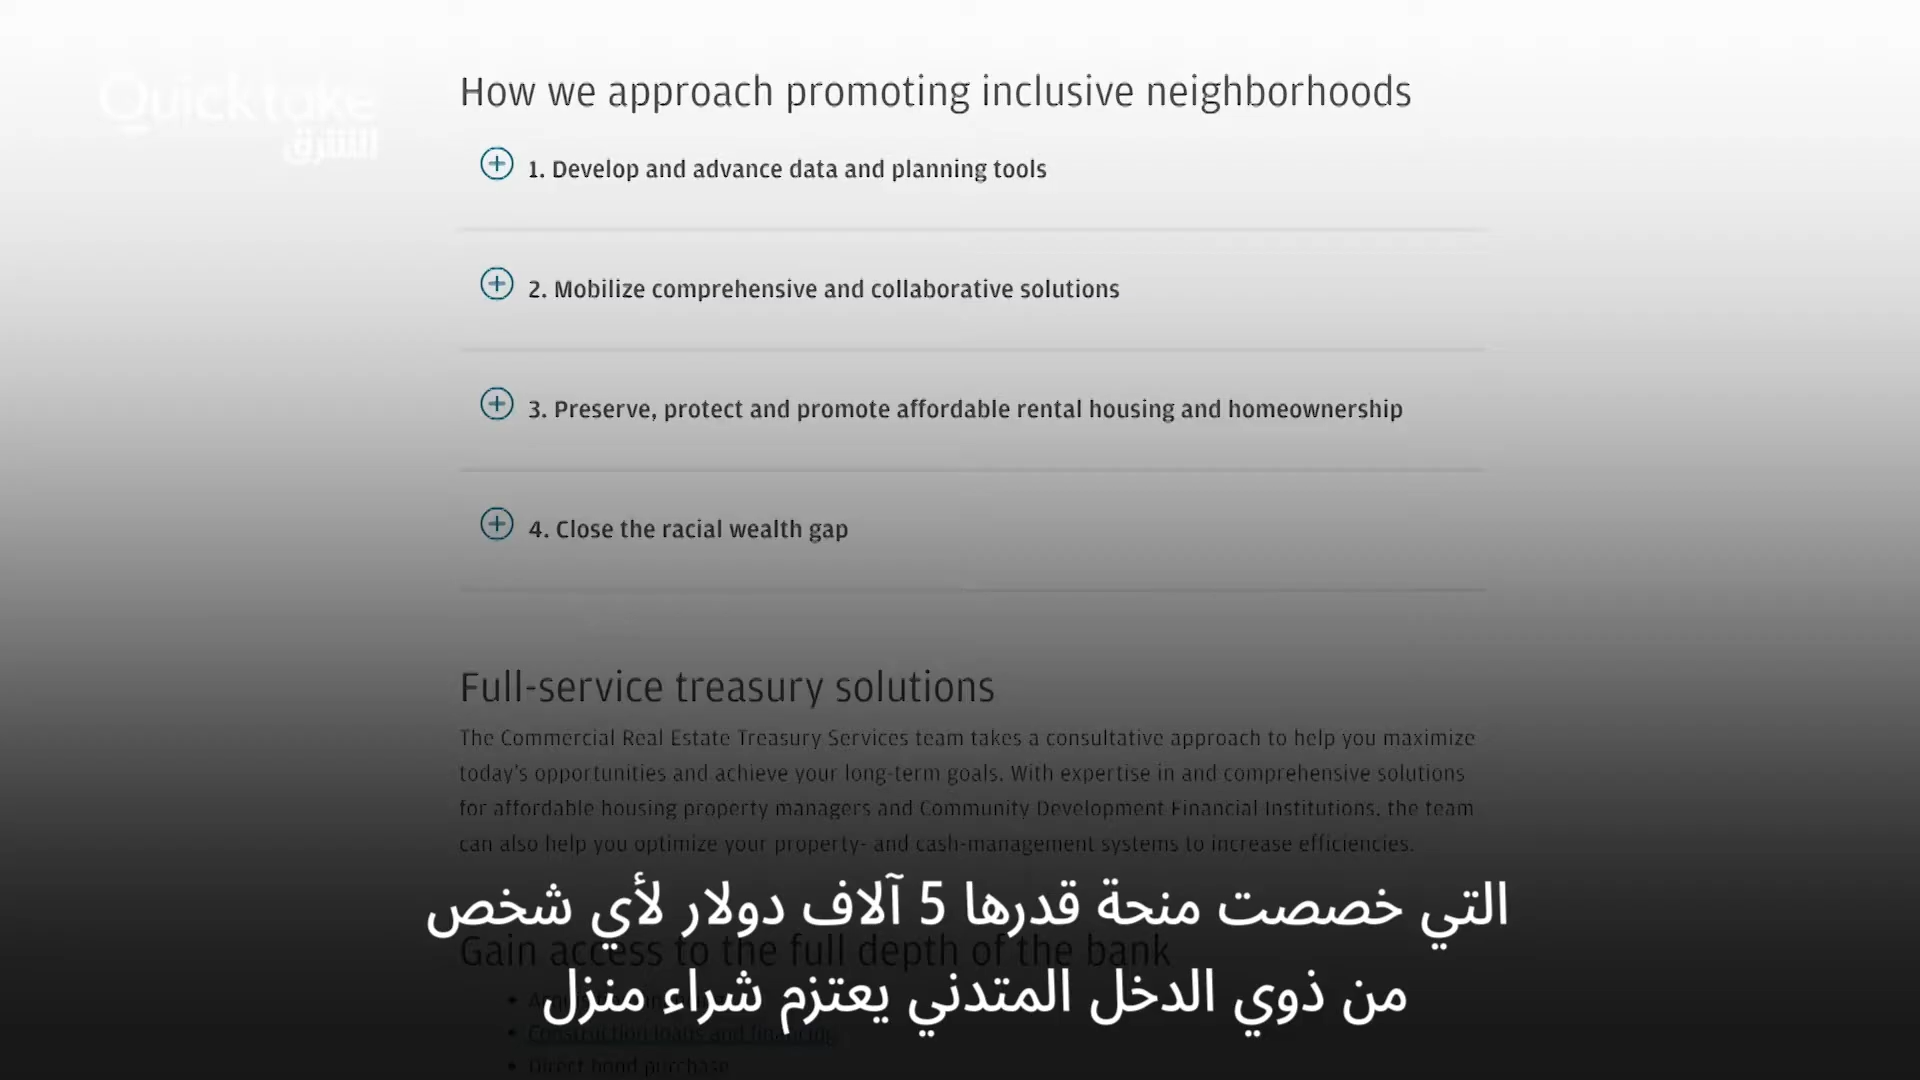 Quicktake
الشرق
How we approach promoting inclusive neighborhoods
1. Develop and advance data and planning tools
2. Mobilize comprehensive and collaborative solutions
3. Preserve, protect and promote affordable rental housing and homeownership
4. Close the racial wealth gap
Full-service treasury solutions
The Commercial Real Estate Treasury Services team takes a consultative approach to help you maximize
today's opportunities and achieve your long-term goals. With expertise in and comprehensive solutions
for affordable housing property managers and Community Development Financial Institutions, the team
can also help you optimize your property- and cash-management systems to increase efficiencies.
التي خصصت منحة قدرها 5 آلاف دولار لأي شخص
Gain access to the full depth of the bank
من ذوي الدخل المتدني يعتزم شراء منزل
Construction loans and financing
Direct bond purchase